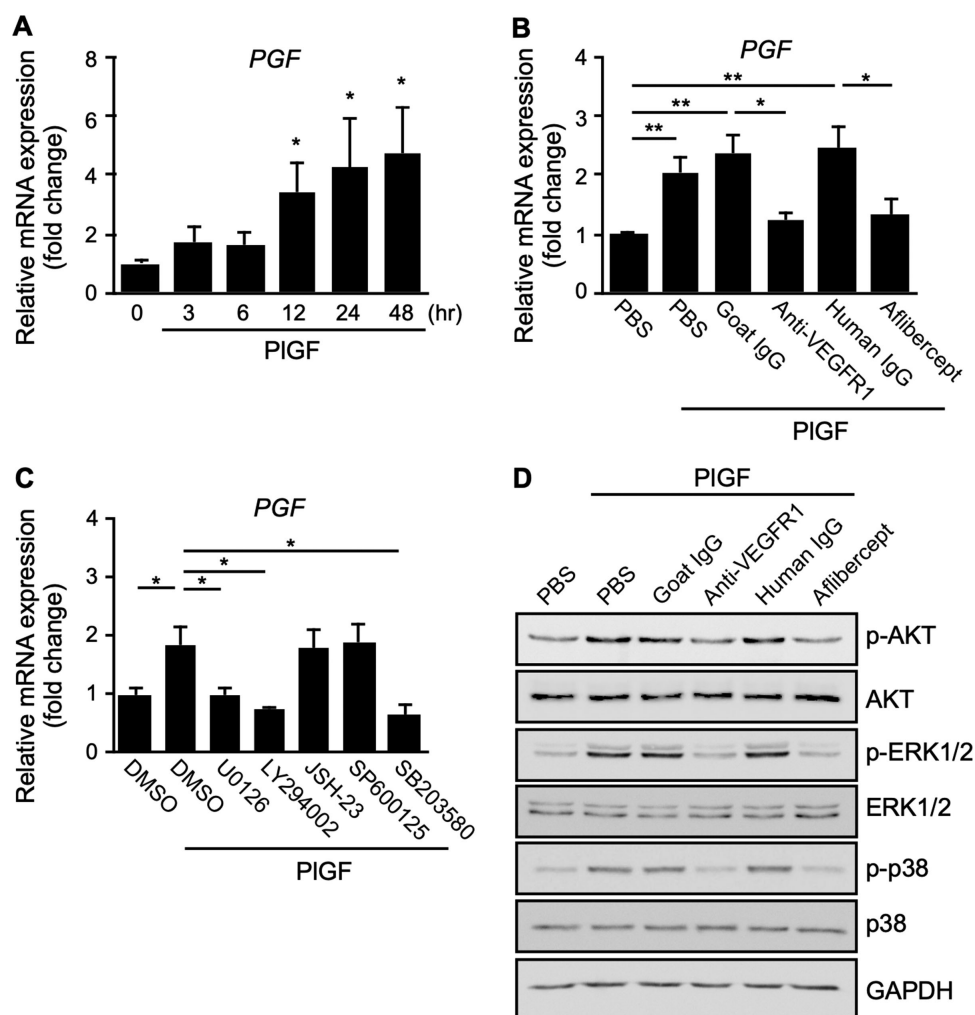 A
PGF
Relative mRNA expression
(fold change)
8
6
4
2
0
*
*
*
0 3 6 12 24 48 (hr)
PlGF
B
PGF
Relative mRNA expression
(fold change)
4
3
2
1
0
** *
** *
**
PBS PBS Goat IgG Anti-VEGFR1 Human IgG Aflibercept
PlGF
C
PGF
Relative mRNA expression
(fold change)
4
3
2
1
0
*
*
* *
DMSO DMSO U0126 LY294002 JSH-23 SP600125 SB203580
PlGF
D
PlGF
PBS PBS Goat IgG Anti-VEGFR1 Human IgG Aflibercept
p-AKT
AKT
p-ERK1/2
ERK1/2
p-p38
p38
GAPDH